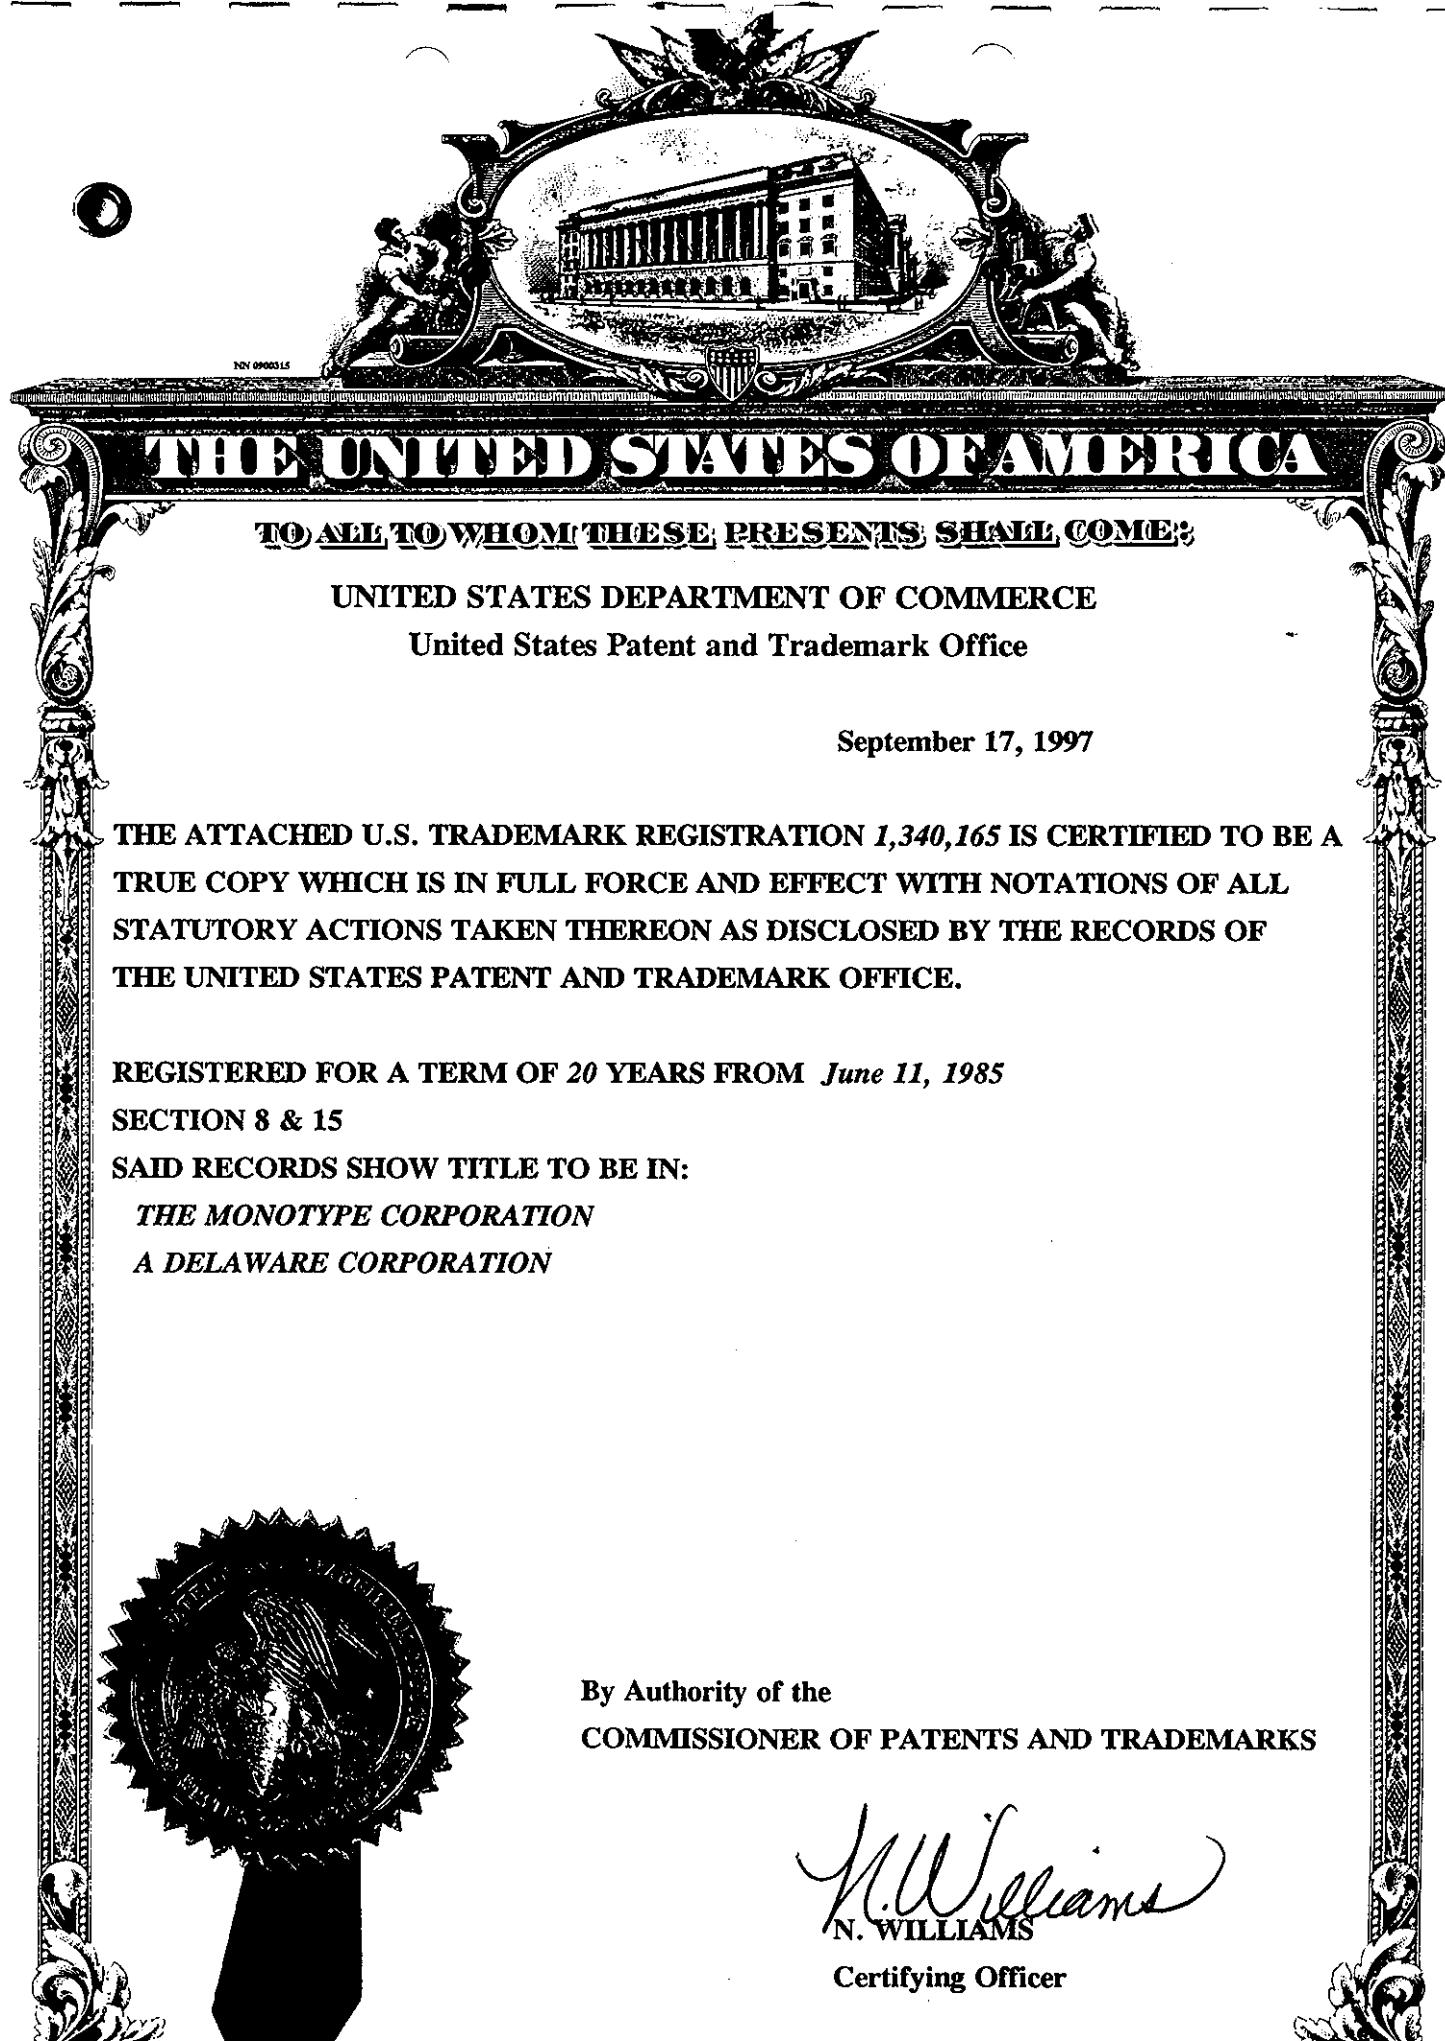 NN 0900315
THE UNITED STATES OF AMERICA
TO ALL TO WHOM THESE PRESENTS SHALL COME:
UNITED STATES DEPARTMENT OF COMMERCE
United States Patent and Trademark Office
September 17, 1997
THE ATTACHED U.S. TRADEMARK REGISTRATION 1,340,165 IS CERTIFIED TO BE A
TRUE COPY WHICH IS IN FULL FORCE AND EFFECT WITH NOTATIONS OF ALL
STATUTORY ACTIONS TAKEN THEREON AS DISCLOSED BY THE RECORDS OF
THE UNITED STATES PATENT AND TRADEMARK OFFICE.
REGISTERED FOR A TERM OF 20 YEARS FROM June 11, 1985
SECTION 8 & 15
SAID RECORDS SHOW TITLE TO BE IN:
THE MONOTYPE CORPORATION
A DELAWARE CORPORATION
By Authority of the
COMMISSIONER OF PATENTS AND TRADEMARKS
N. Williams
N. WILLIAMS
Certifying Officer